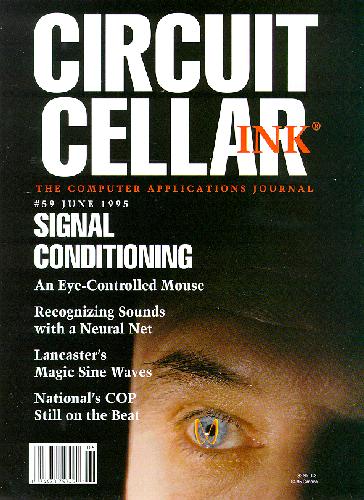 CIRCUIT
CELLAR
INK®
THE COMPUTER APPLICATIONS JOURNAL
#59 JUNE 1995
SIGNAL
CONDITIONING
An Eye-Controlled Mouse
Recognizing Sounds
with a Neural Net
Lancaster's
Magic Sine Waves
National's COP
Still on the Beat